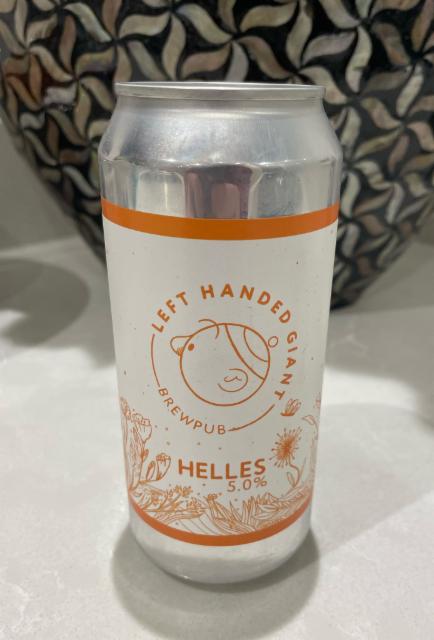 LEFT HANDED GIANT
BREWPUB
HELLES
5.0%